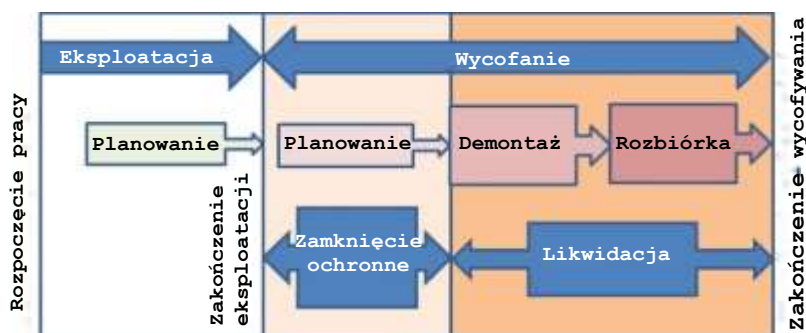 Rozpoczęcie pracy
Eksploatacja
Wycofanie
Planowanie
Planowanie
Demontaż
Rozbiórka
Zakończenie
eksploatacji
Zamknięcie
ochronne
Likwidacja
Zakończenie wycofywania